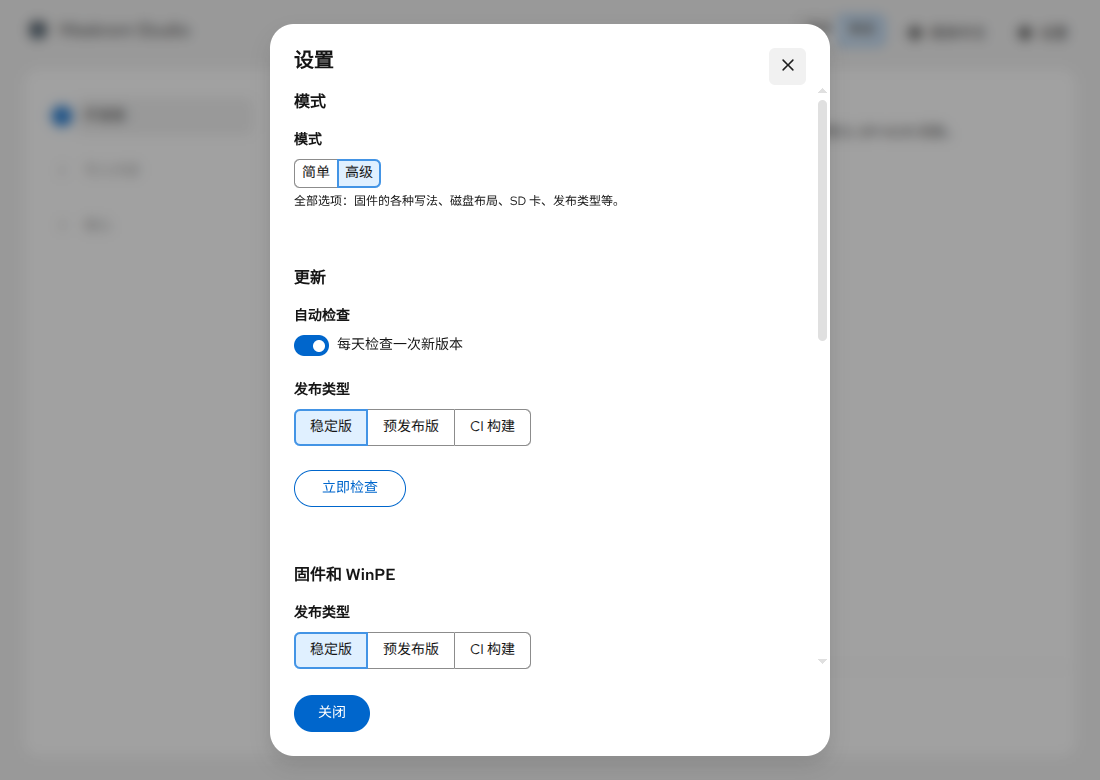 设置
模式
模式
简单 高级
全部选项：固件的各种写法、磁盘布局、SD 卡、发布类型等。
更新
自动检查
每天检查一次新版本
发布类型
稳定版 预发布版 CI 构建
立即检查
固件和 WinPE
发布类型
稳定版 预发布版 CI 构建
关闭